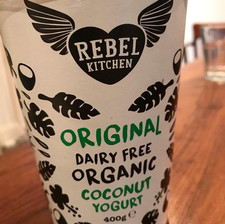 REBEL
KITCHEN
ORIGINAL
DAIRY FREE
ORGANIC
COCONUT
YOGURT
400g e